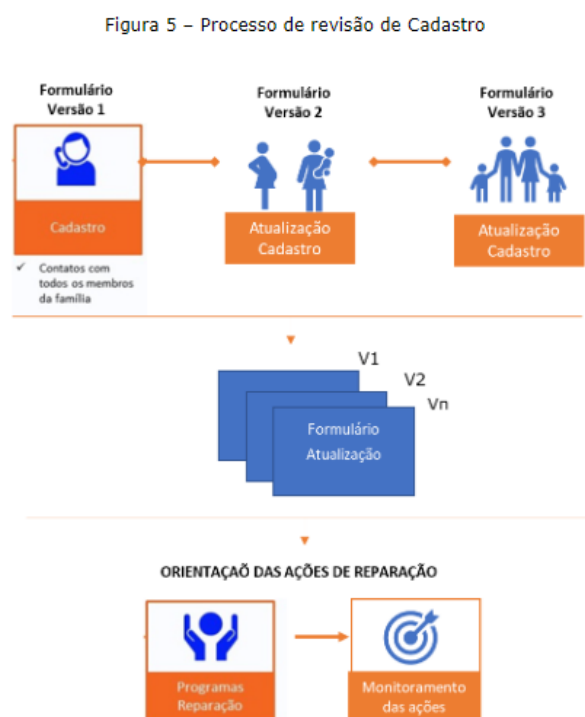 Figura 5 – Processo de revisão de Cadastro
Formulário
Versão 1
Formulário
Versão 2
Formulário
Versão 3
Cadastro
Atualização
Cadastro
Atualização
Cadastro
✓ Contatos com
todos os membros
da família
V1
V2
Vn
Formulário
Atualização
ORIENTAÇAÕ DAS AÇÕES DE REPARAÇÃO
Programas
Reparação
Monitoramento
das ações